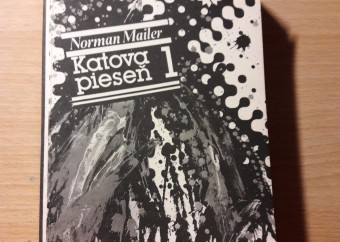 Norman Mailer
Katova
pieseň 1